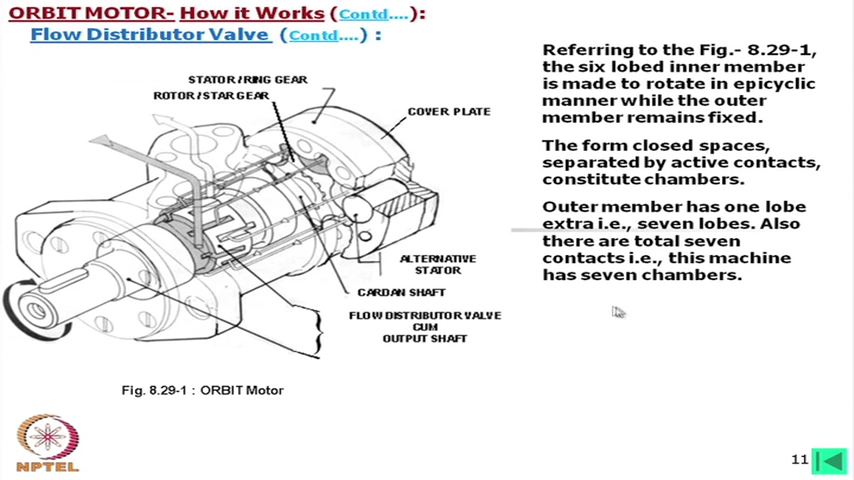 ORBIT MOTOR- How it Works (Contd....):
Flow Distributor Valve (Contd....) :
STATOR/RING GEAR
ROTOR/STAR GEAR
COVER PLATE
ALTERNATIVE
STATOR
CARDAN SHAFT
FLOW DISTRIBUTOR VALVE
CUM
OUTPUT SHAFT
Fig. 8.29-1 : ORBIT Motor
Referring to the Fig.- 8.29-1,
the six lobed inner member
is made to rotate in epicyclic
manner while the outer
member remains fixed.
The form closed spaces,
separated by active contacts,
constitute chambers.
Outer member has one lobe
extra i.e., seven lobes. Also
there are total seven
contacts i.e., this machine
has seven chambers.
NPTEL
11